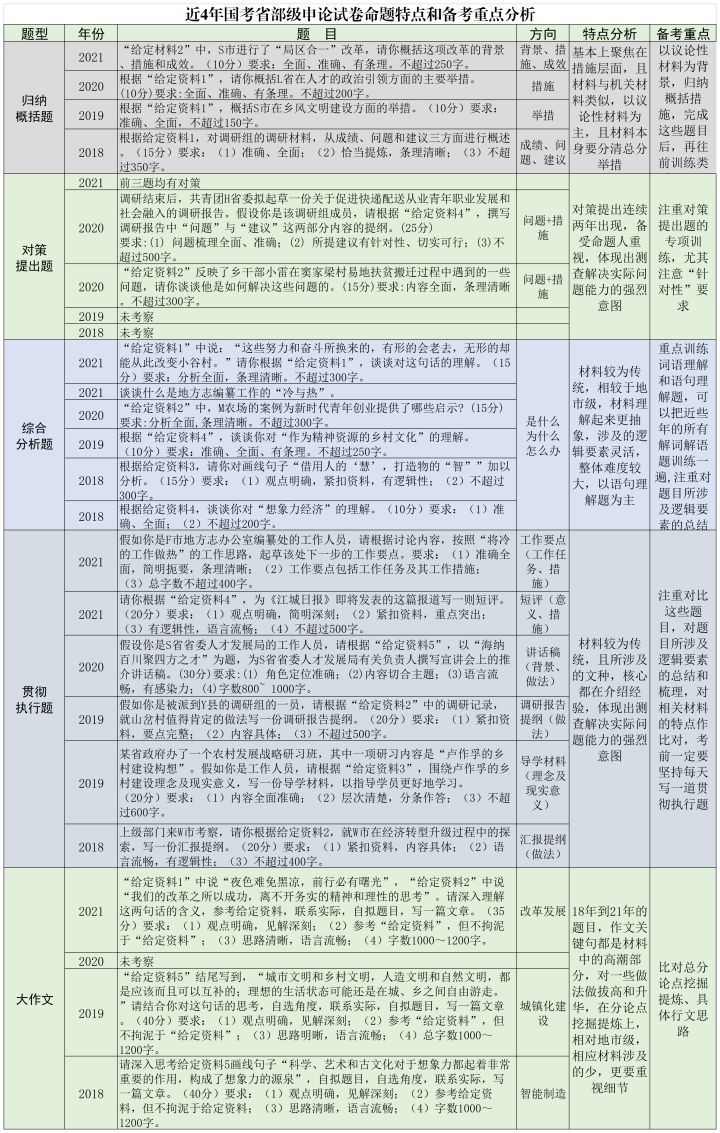 近4年国考省部级申论试卷命题特点和备考重点分析
题型 年份 题 目 方向 特点分析 备考重点
归纳
概括题
2021
“给定材料2”中，S市进行了“局区合一”改革，请你概括这项改革的背景
、措施和成效。（10分）要求：全面、准确、有条理。不超过250字。
背景、措
施、成效
2020
根据“给定资料1”，请你概括L省在人才的政治引领方面的主要举措。
(10分)要求:全面、准确、有条理。不超过200字。
措施
2019
根据“给定资料1”，概括S市在乡风文明建设方面的举措。（10分）要求；
准确、全面，不超过150字。
举措
2018
根据给定资料1，对调研组的调研材料，从成绩、问题和建议三方面进行概述
。（15分）要求：（1）准确、全面；（2）恰当提炼，条理清晰；（3）不超
过350字。
成绩、问
题、建议
基本上聚焦在
措施层面，且
材料与机关材
料类似，以议
论性材料为
主，且材料本
身要分清总分
举措
以议论性
材料为背
景，归纳
概括措
施，完成
这些题目
后，再往
前训练类
对策
提出题
2021
前三题均有对策
2020
调研结束后，共青团H省委拟起草一份关于促进快递配送从业青年职业发展和
社会融入的调研报告。假设你是该调研组成员，请根据“给定资料4”，撰写
调研报告中“问题”与“建议”这两部分内容的提纲。(25分)
要求:(1) 问题梳理全面、准确；(2) 所提建议有针对性、切实可行；(3)不
超过500字。
问题+措
施
2020
“给定资料2”反映了乡干部小雷在窦家梁村易地扶贫搬迁过程中遇到的一些
问题，请你谈谈他是如何解决这些问题的。(15分)要求:内容全面，条理清晰
。不超过300字。
问题+措
施
2019
未考察
2018
未考察
对策提出连续
两年出现，备
受命题人重
视，体现出测
查解决实际问
题能力的强烈
意图
注重对策
提出题的
专项训
练，尤其
注意“针
对性”要
求
综合
分析题
2021
“给定资料1”中说：“这些努力和奋斗所换来的，有形的会老去，无形的却
能从此改变小谷村。”请你根据“给定资料1”，谈谈对这句话的理解。（15
分）要求：分析全面，条理清晰。不超过300字。
2021
谈谈什么是地方志编纂工作的“冷与热”。
2020
“给定资料2”中，M农场的案例为新时代青年创业提供了哪些启示？(15分)
要求:分析全面,条理清晰。不超过300字。
2019
根据“给定资料4”，谈谈你对“作为精神资源的乡村文化”的理解。
（10分）要求：全面、准确、有条理。不超过250字。
2018
根据给定资料3，请你对画线句子“借用人的‘慧’，打造物的“智””加以
分析。（15分）要求：（1）观点明确，紧扣资料，有逻辑性；（2）不超过
300字。
2018
根据给定资料4，谈谈你对“想象力经济”的理解。（10分）要求：（1）准
确、全面；（2）不超过200字。
是什么
为什么
怎么办
材料较为传
统，相较于地
市级，材料理
解起来更抽
象，涉及的逻
辑要素灵活，
整体难度较
大，以语句理
解题为主
重点训练
词语理解
和语句理
解题，可
以把近些
年的所有
解词解语
题训练一
遍,注重对
题目所涉
及逻辑要
素的总结
贯彻
执行题
2021
假如你是F市地方志办公室编纂处的工作人员，请根据讨论内容，按照“将冷
的工作做热”的工作思路，起草该处下一步的工作要点。要求：（1）准确全
面，简明扼要，条理清晰；（2）工作要点包括工作任务及其工作措施；
（3）总字数不超过400字。
工作要点
（工作任
务、措
施）
2021
请你根据“给定资料4”，为《江城日报》即将发表的这篇报道写一则短评。
（20分）要求：（1）观点明确，简明深刻；（2）紧扣资料，重点突出；
（3）有逻辑性，语言流畅；（4）不超过500字。
短评（意
义、措
施）
2020
假设你是S省省委人才发展局的工作人员，请根据“给定资料5”，以“海纳
百川聚四方之才”为题，为S省省委人才发展局有关负责人撰写宣讲会上的推
介讲话稿。(30分)要求:(1) 角色定位准确；(2)内容切合主题；(3)语言流
畅，有感染力；(4)字数800~ 1000字。
讲话稿
（背景、
做法）
2019
假如你是被派到Y县的调研组的一员，请根据“给定资料2”中的调研记录，
就山岔村值得肯定的做法写一份调研报告提纲。（20分）要求：（1）紧扣资
料，要点完整；（2）内容具体；（3）不超过500字。
调研报告
提纲（做
法）
2019
某省政府办了一个农村发展战略研习班，其中一项研习内容是“卢作孚的乡
村建设构想”。假如你是工作人员，请根据“给定资料3”，围绕卢作孚的乡
村建设理念及现实意义，写一份导学材料，以指导学员更好地学习。
（20分）要求：（1）内容全面准确；（2）层次清楚，分条作答；（3）不超
过600字。
导学材料
（理念及
现实意
义）
2018
上级部门来W市考察，请你根据给定资料2，就W市在经济转型升级过程中的探
索，写一份汇报提纲。（20分）要求：（1）紧扣资料，内容具体；（2）语
言流畅，有逻辑性；（3）不超过400字。
汇报提纲
（做法）
材料较为传
统，且所涉及
的文种，核心
都在介绍经
验，体现出测
查解决实际问
题能力的强烈
意图
注重对比
这些题
目，对题
目所涉及
逻辑要素
的总结和
梳理，对
相关材料
的特点作
比对，考
前一定要
坚持每天
写一道贯
彻执行题
大作文
2021
“给定资料1”中说“夜色难免黑凉，前行必有曙光”，“给定资料2”中说
“我们的改革之所以成功，离不开务实的精神和理性的思考”。请深入理解
这两句话的含义，参考给定资料，联系实际，自拟题目，写一篇文章。（35
分）要求：（1）观点明确，见解深刻；（2）参考“给定资料”，但不拘泥
于“给定资料”；（3）思路清晰，语言流畅；（4）字数1000～1200字。
改革发展
2020
未考察
2019
“给定资料5”结尾写到，“城市文明和乡村文明，人造文明和自然文明，都
是应该而且可以互补的；理想的生活状态可能还是在城、乡之间自由游走。
”请结合你对这句话的思考，自选角度，联系实际，自拟题目，写一篇文章
。（40分）要求：（1）观点明确，见解深刻；（2）参考“给定资料”，但
不拘泥于“给定资料”；（3）思路明晰，语言流畅；（4）总字数1000～
1200字。
城镇化建
设
2018
请深入思考给定资料5画线句子“科学、艺术和古文化对于想象力都起着非常
重要的作用，构成了想象力的源泉”，自拟题目，自选角度，联系实际，写
一篇文章。（40分）要求：（1）观点明确，见解深刻；（2）参考给定资
料，但不拘泥于给定资料；（3）思路清晰，语言流畅；（4）字数1000～
1200字。
智能制造
18年到21年的
题目，作文关
键句都是材料
中的高潮部
分，对一些做
法做拔高和升
华，在分论点
挖掘提炼上，
相对地市级，
相应材料涉及
的少，更要重
视细节
比对总分
论点挖掘
提炼、具
体行文思
路